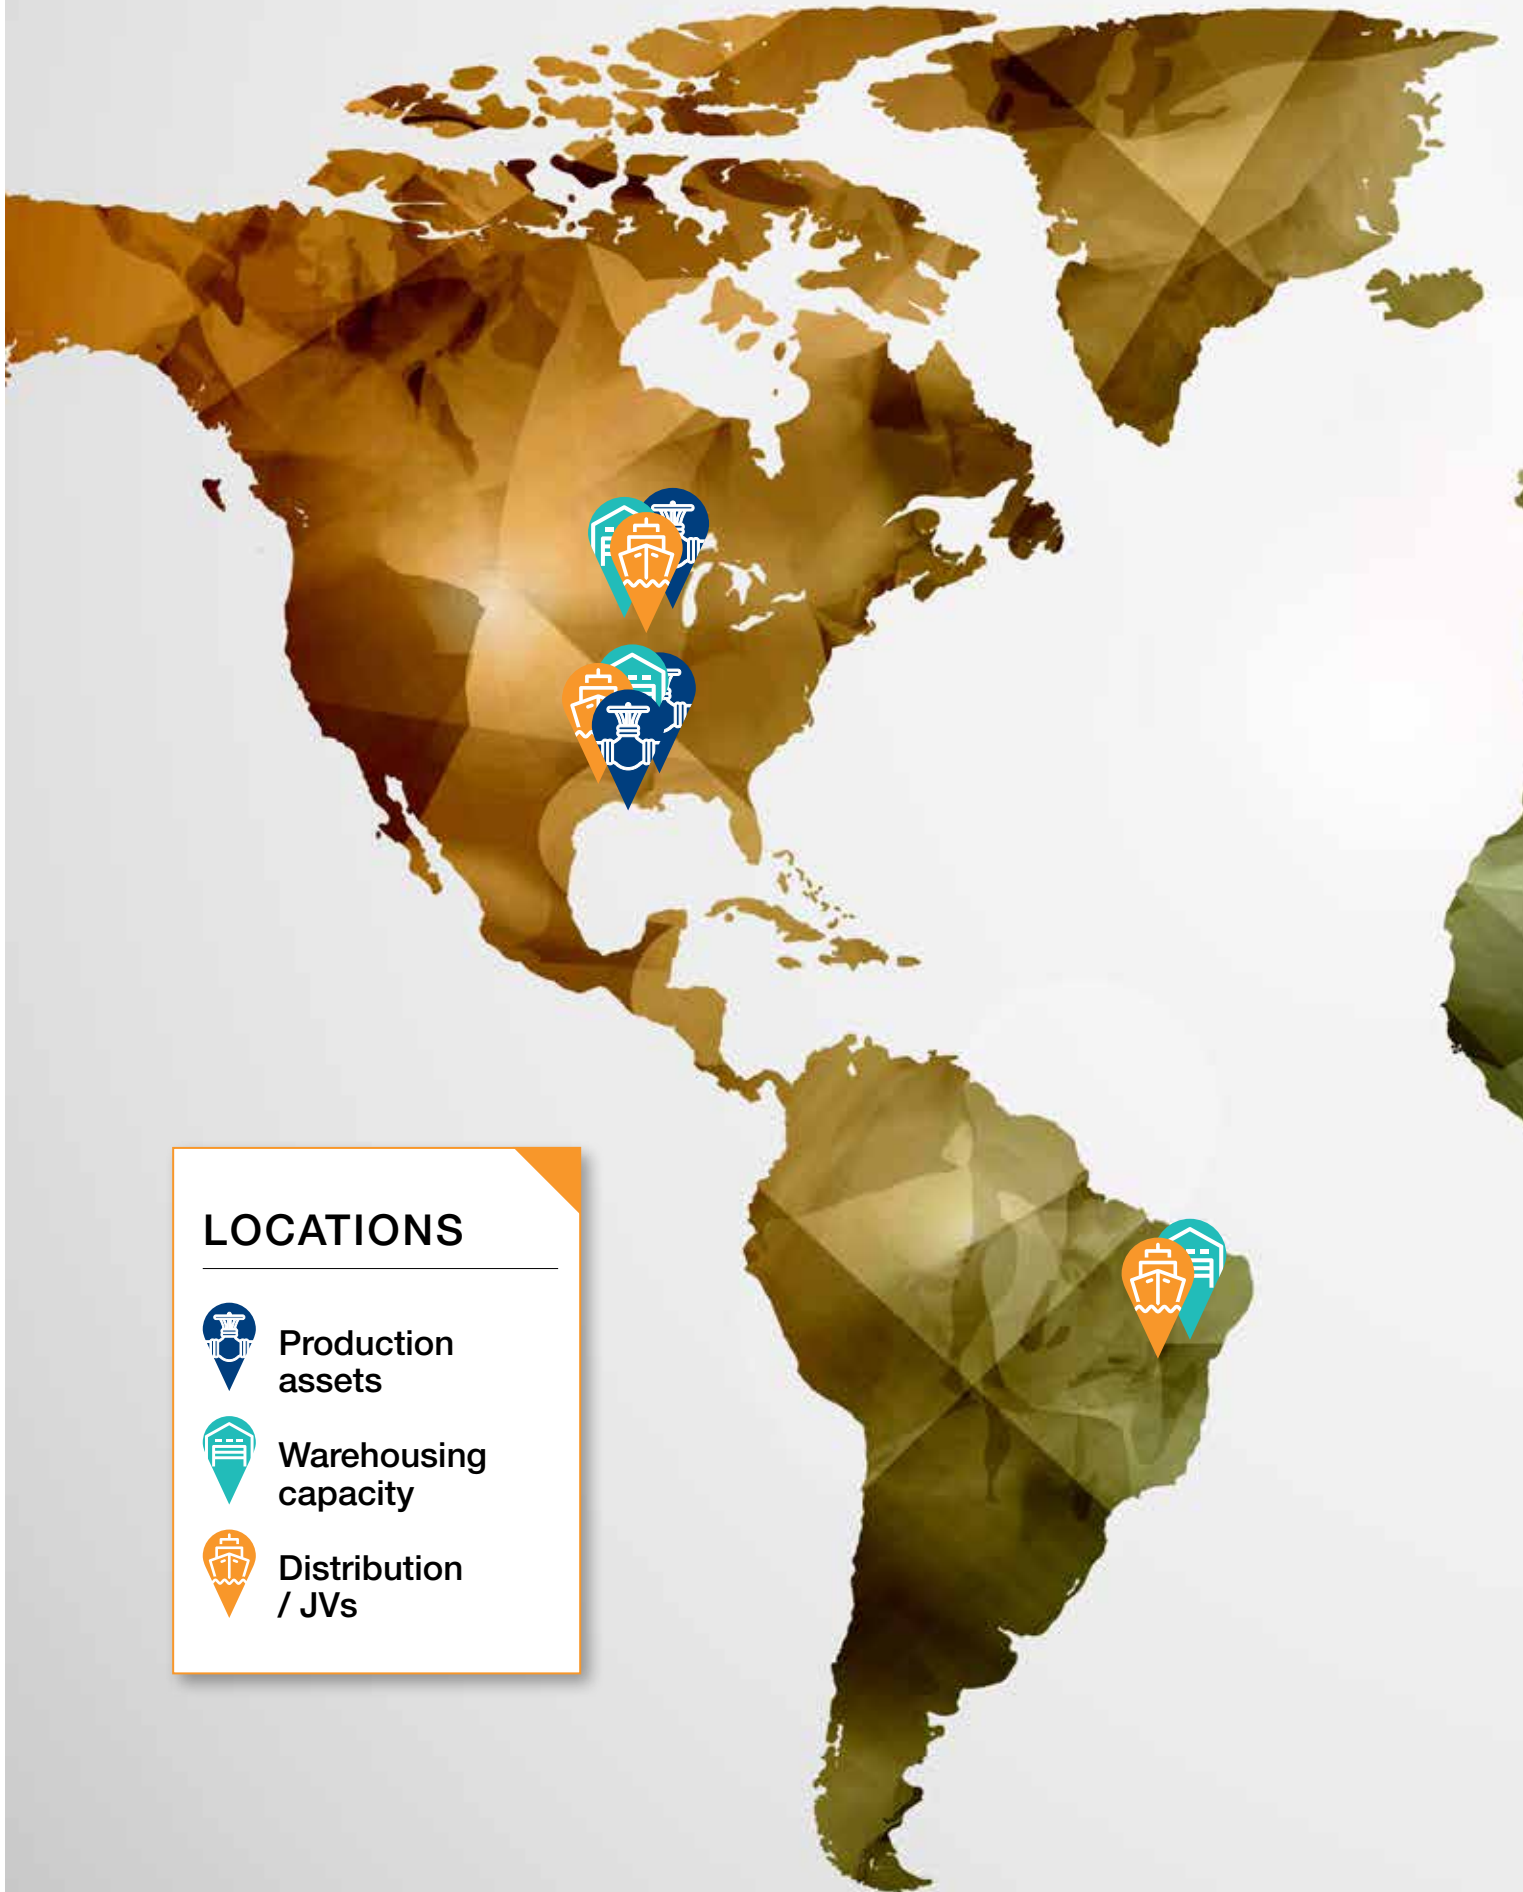 LOCATIONS
Production
assets
Warehousing
capacity
Distribution
/ JVs